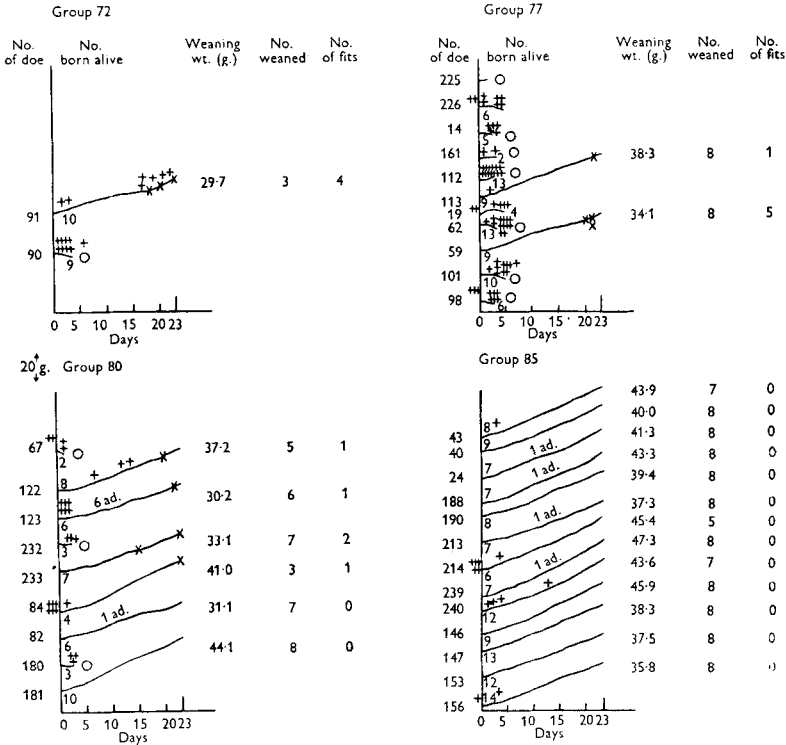 Group 72
No. of doe
No. born alive
Weaning wt. (g.)
No. weaned
No. of fits
29·7 3 4
91 10
90 9
0 5 10 15 20 23
Days
Group 77
No. of doe
No. born alive
Weaning wt. (g.)
No. weaned
No. of fits
225
226
6
14
5
161 38·3 8 1
2
112
13
113 9
19 4 34·1 8 5
62
13
59
9
101
10
98
6
0 5 10 15 20 23
Days
20 g. Group 80
67 37·2 5 1
2
122 8
6 ad. 30·2 6 1
123
6
232 33·1 7 2
3
233 7
41·0 3 1
84
4
1 ad. 31·1 7 0
82
6
44·1 8 0
180
3
181 10
0 5 10 15 20 23
Days
Group 85
43·9 7 0
40·0 8 0
43 8
41·3 8 0
40 9
1 ad. 43·3 8 0
24 7
1 ad. 39·4 8 0
188 7
37·3 8 0
190 8
1 ad. 45·4 5 0
213 7
47·3 8 0
214 6
1 ad. 43·6 7 0
239 7
45·9 8 0
240 12
38·3 8 0
146 9
37·5 8 0
147 13
35·8 8 0
153 12
156 14
0 5 10 15 20 23
Days